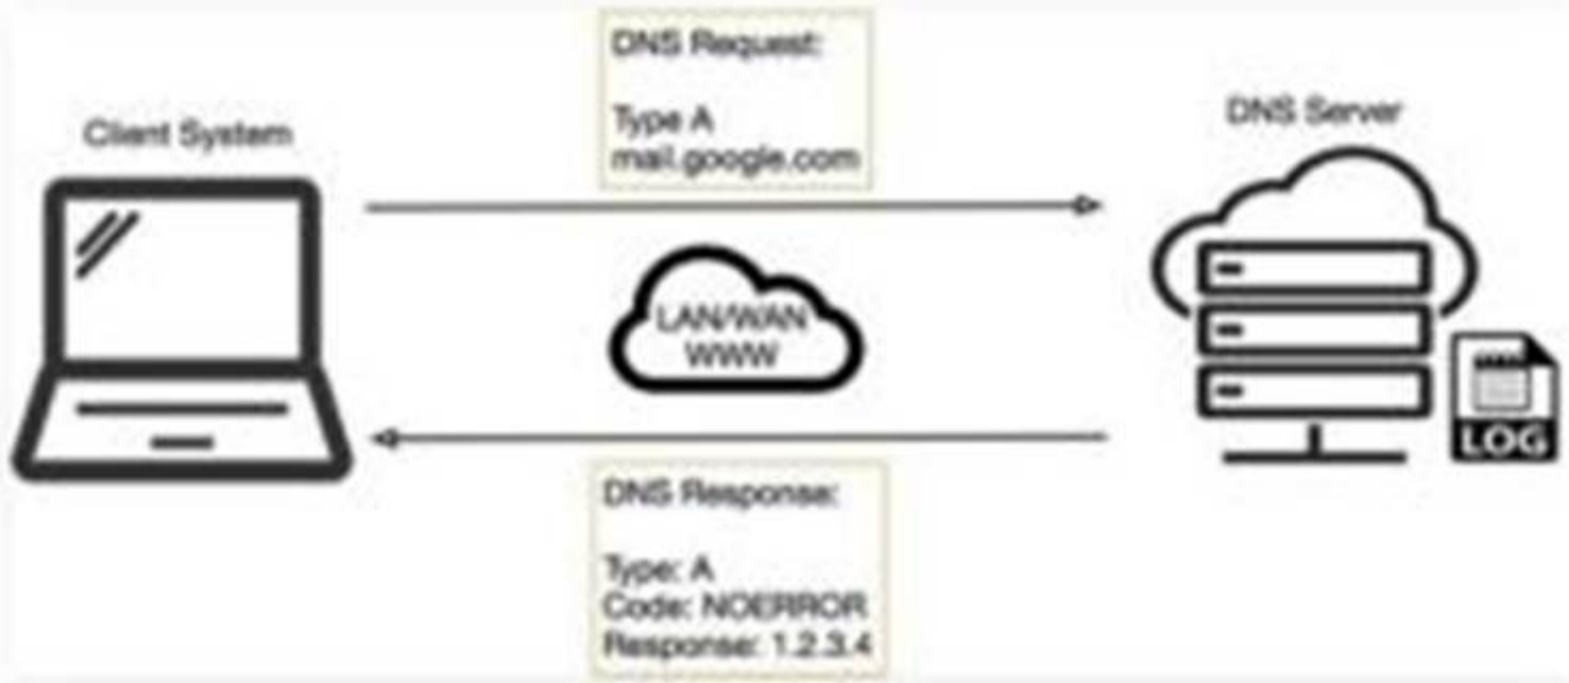 DNS Request:
Type A
mail.google.com
Client System
DNS Server
LAN/WAN
WWW
LOG
DNS Response:
Type: A
Code: NOERROR
Response: 1.2.3.4